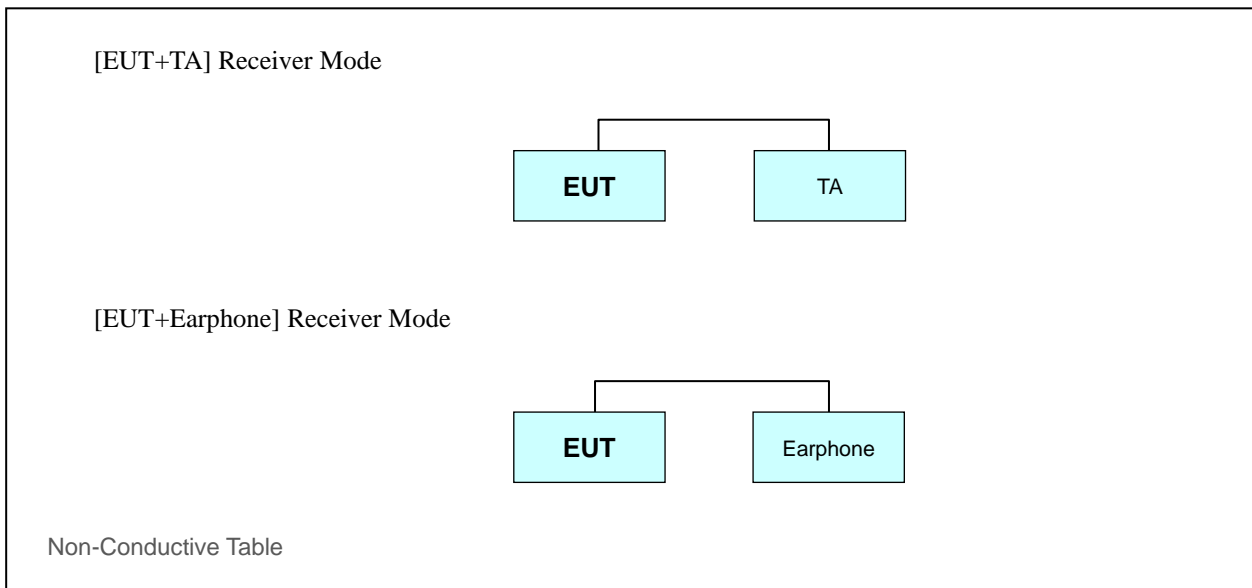 [EUT+TA] Receiver Mode
EUT
TA
[EUT+Earphone] Receiver Mode
EUT
Earphone
Non-Conductive Table